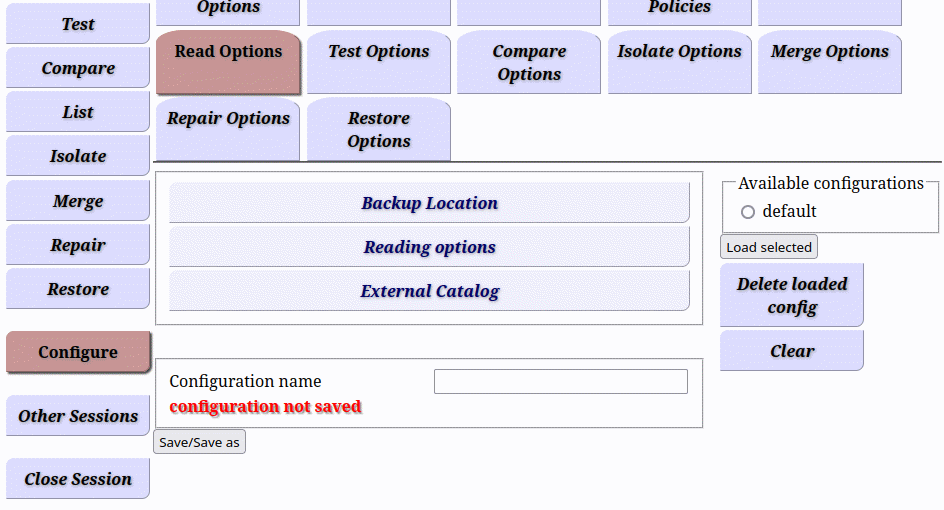 Test
Compare
List
Isolate
Merge
Repair
Restore
Configure
Other Sessions
Close Session
Options
Policies
Read Options
Test Options
Compare
Options
Isolate Options
Merge Options
Repair Options
Restore
Options
Backup Location
Reading options
External Catalog
Configuration name
configuration not saved
Save/Save as
Available configurations
default
Load selected
Delete loaded
config
Clear